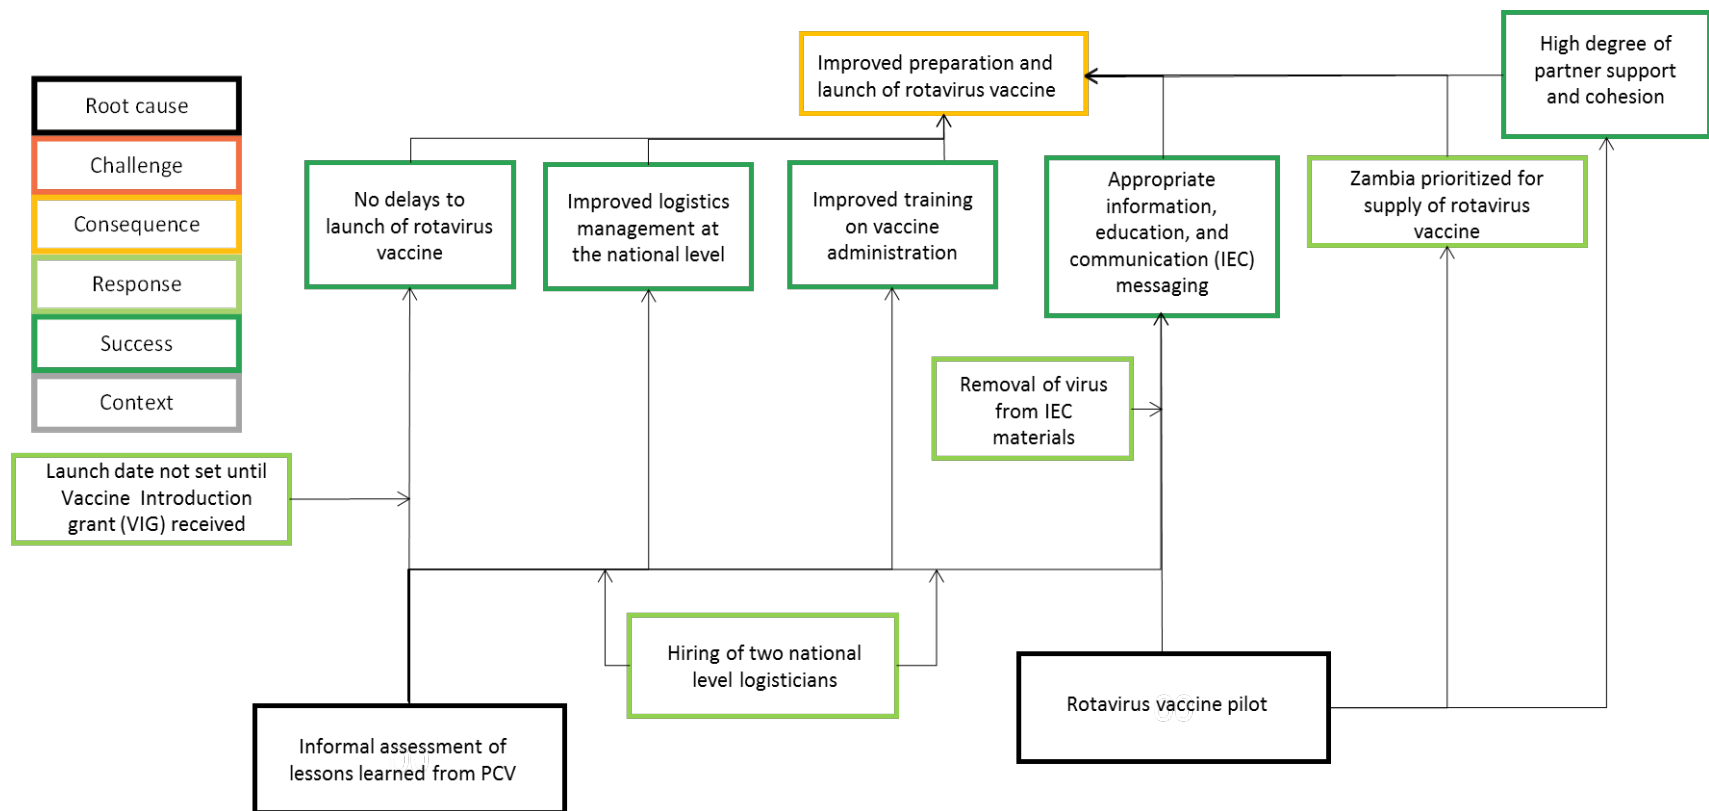 Improved preparation and
launch of rotavirus vaccine
High degree of
partner support
and cohesion
Root cause
Challenge
Consequence
Response
Success
Context
No delays to
launch of rotavirus
vaccine
Improved logistics
management at
the national level
Improved training
on vaccine
administration
Appropriate
information,
education, and
communication (IEC)
messaging
Zambia prioritized for
supply of rotavirus
vaccine
Removal of virus
from IEC
materials
Launch date not set until
Vaccine Introduction
grant (VIG) received
Hiring of two national
level logisticians
Rotavirus vaccine pilot
Informal assessment of
lessons learned from PCV